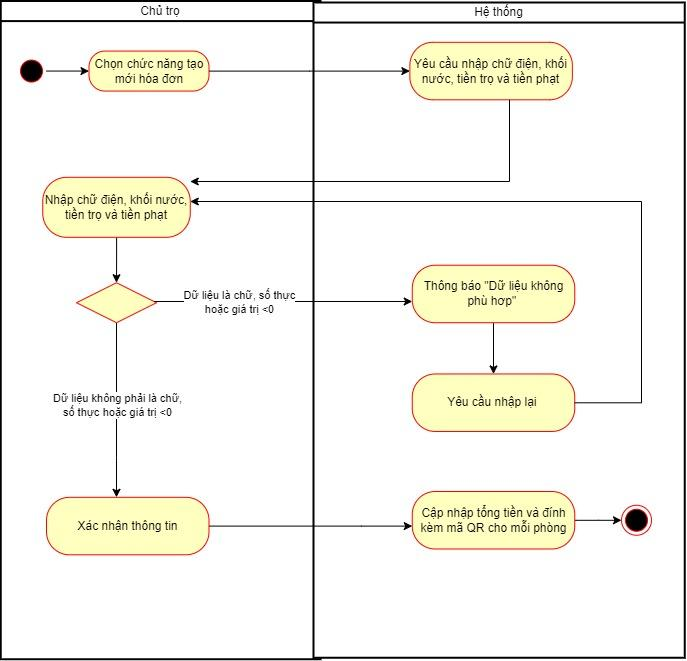 Chủ trọ
Hệ thống
Chọn chức năng tạo
mới hóa đơn
Yêu cầu nhập chữ điện, khối
nước, tiền trọ và tiền phạt
Nhập chữ điện, khối nước,
tiền trọ và tiền phạt
Dữ liệu là chữ, số thực
hoặc giá trị <0
Thông báo "Dữ liệu không
phù hợp"
Yêu cầu nhập lại
Dữ liệu không phải là chữ,
số thực hoặc giá trị <0
Xác nhận thông tin
Cập nhập tổng tiền và đính
kèm mã QR cho mỗi phòng